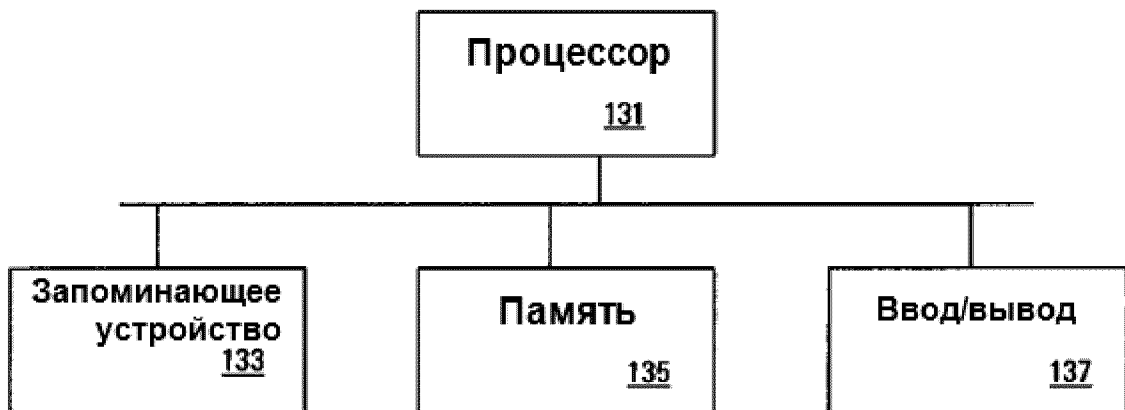 Процессор
131
Запоминающее
устройство
133
Память
135
Ввод/вывод
137